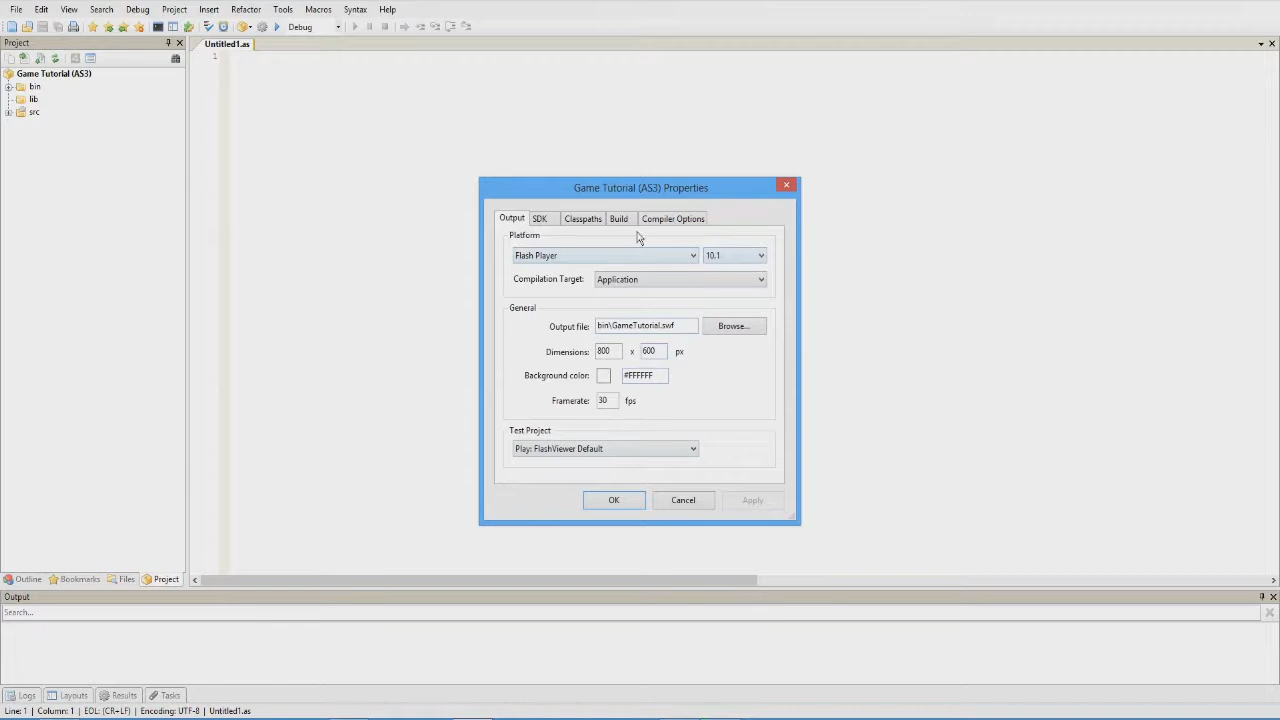 File Edit View Search Debug Project Insert Refactor Tools Macros Syntax Help
Debug
Project
Untitled1.as
1
Game Tutorial (AS3)
bin
lib
src
Game Tutorial (AS3) Properties
Output SDK Classpaths Build Compiler Options
Platform
Flash Player 10.1
Compilation Target: Application
General
Output file: bin\GameTutorial.swf Browse...
Dimensions: 800 x 600 px
Background color: #FFFFFF
Framerate: 30 fps
Test Project
Play: FlashViewer Default
OK Cancel Apply
Outline Bookmarks Files Project
Output
Search...
Logs Layouts Results Tasks
Line: 1 Column: 1 EOL: (CR+LF) Encoding: UTF-8 Untitled1.as